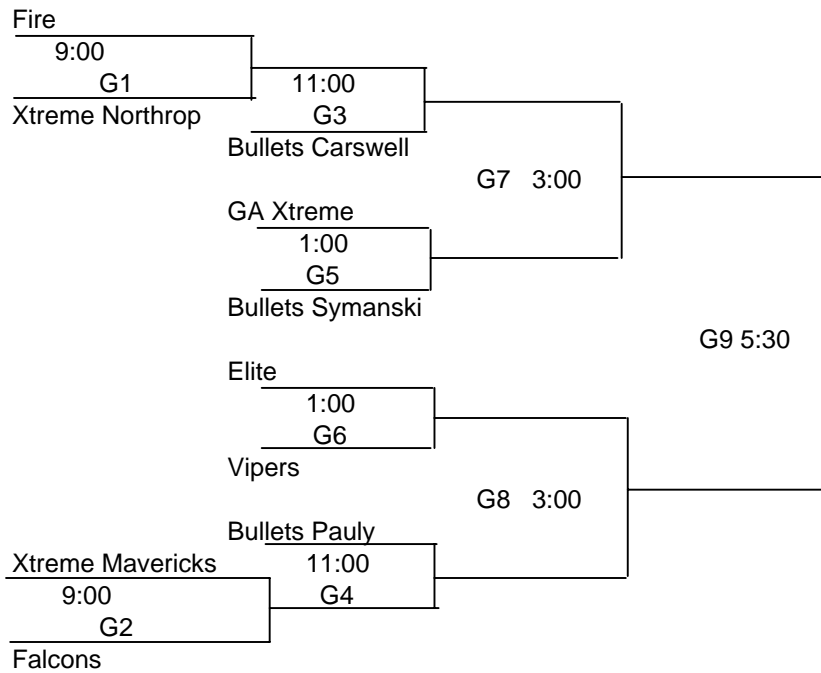 Fire
9:00
G1
Xtreme Northrop
11:00
G3
Bullets Carswell
G7 3:00
GA Xtreme
1:00
G5
Bullets Symanski
G9 5:30
Elite
1:00
G6
Vipers
G8 3:00
Bullets Pauly
11:00
G4
Xtreme Mavericks
9:00
G2
Falcons